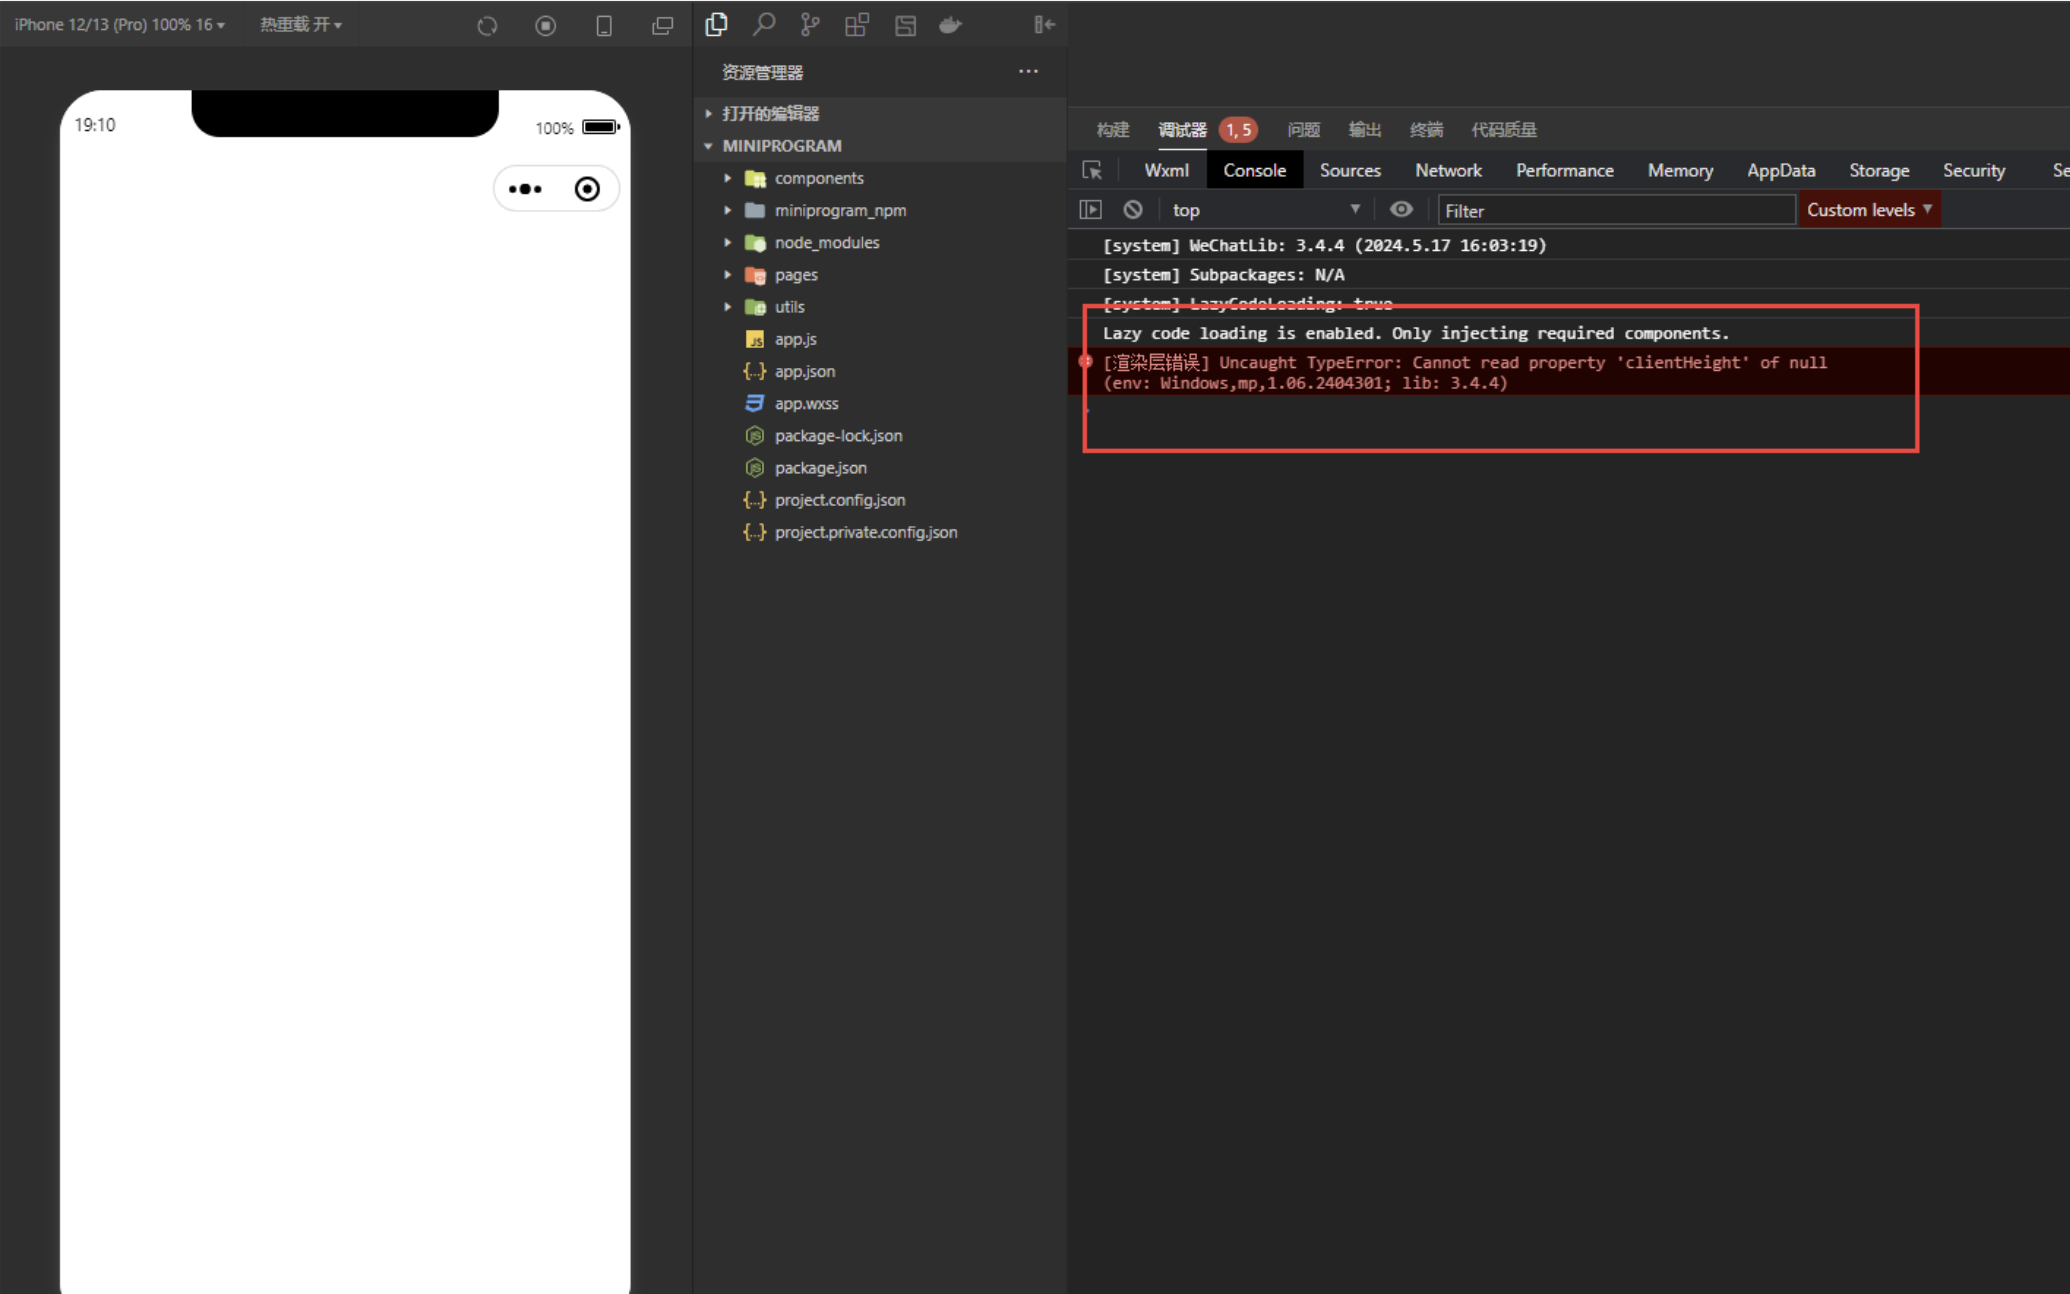 iPhone 12/13 (Pro) 100% 16
热重载 开
19:10
100%
资源管理器
打开的编辑器
MINIPROGRAM
components
miniprogram_npm
node_modules
pages
utils
app.js
app.json
app.wxss
package-lock.json
package.json
project.config.json
project.private.config.json
构建 调试器 1, 5 问题 输出 终端 代码质量
Wxml Console Sources Network Performance Memory AppData Storage Security Se
top Filter Custom levels
[system] WeChatLib: 3.4.4 (2024.5.17 16:03:19)
[system] Subpackages: N/A
[system] LazyCodeLoading: true
Lazy code loading is enabled. Only injecting required components.
[渲染层错误] Uncaught TypeError: Cannot read property 'clientHeight' of null
(env: Windows,mp,1.06.2404301; lib: 3.4.4)